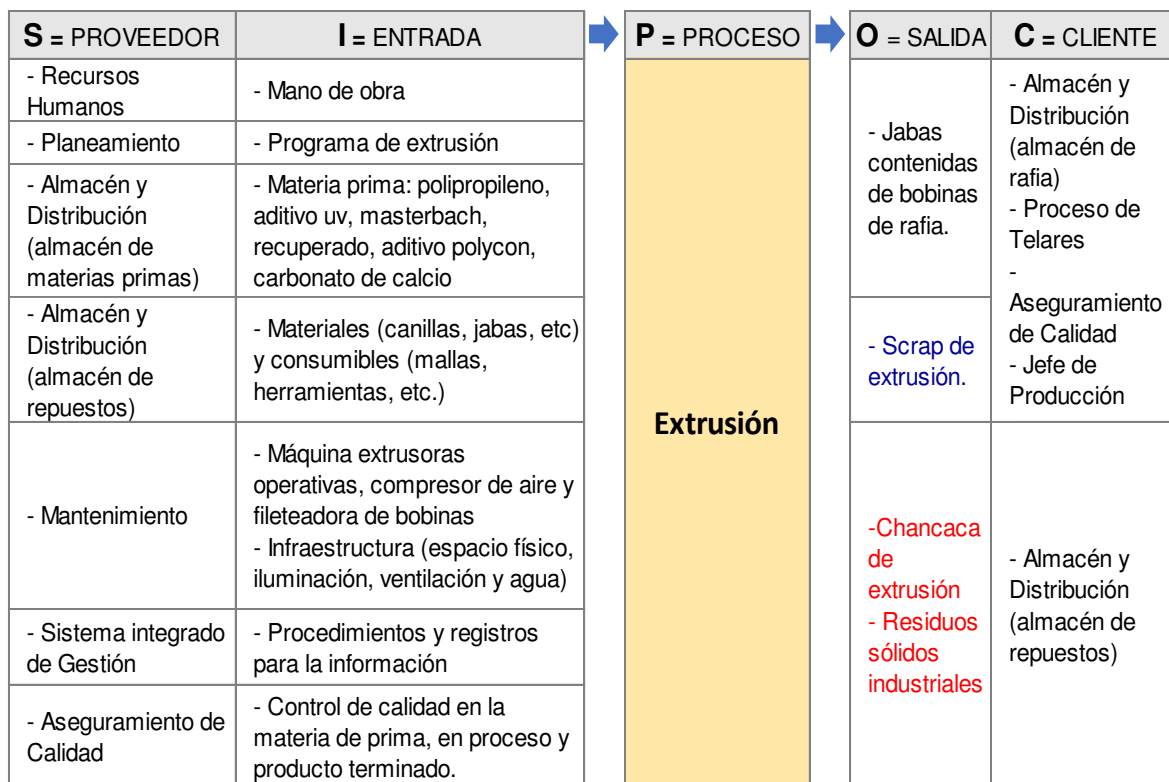 S = PROVEEDOR
I = ENTRADA
P = PROCESO
O = SALIDA
C = CLIENTE
- Recursos
Humanos
- Mano de obra
- Planeamiento
- Programa de extrusión
- Almacén y
Distribución
(almacén de
materias primas)
- Materia prima: polipropileno,
aditivo uv, masterbach,
recuperado, aditivo polycon,
carbonato de calcio
- Almacén y
Distribución
(almacén de
repuestos)
- Materiales (canillas, jabas, etc)
y consumibles (mallas,
herramientas, etc.)
- Mantenimiento
- Máquina extrusoras
operativas, compresor de aire y
fileteadora de bobinas
- Infraestructura (espacio físico,
iluminación, ventilación y agua)
- Sistema integrado
de Gestión
- Procedimientos y registros
para la información
- Aseguramiento de
Calidad
- Control de calidad en la
materia de prima, en proceso y
producto terminado.
Extrusión
- Jabas
contenidas
de bobinas
de rafia.
- Scrap de
extrusión.
- Almacén y
Distribución
(almacén de
rafia)
- Proceso de
Telares
-
Aseguramiento
de Calidad
- Jefe de
Producción
-Chancaca
de
extrusión
- Residuos
sólidos
industriales
- Almacén y
Distribución
(almacén de
repuestos)